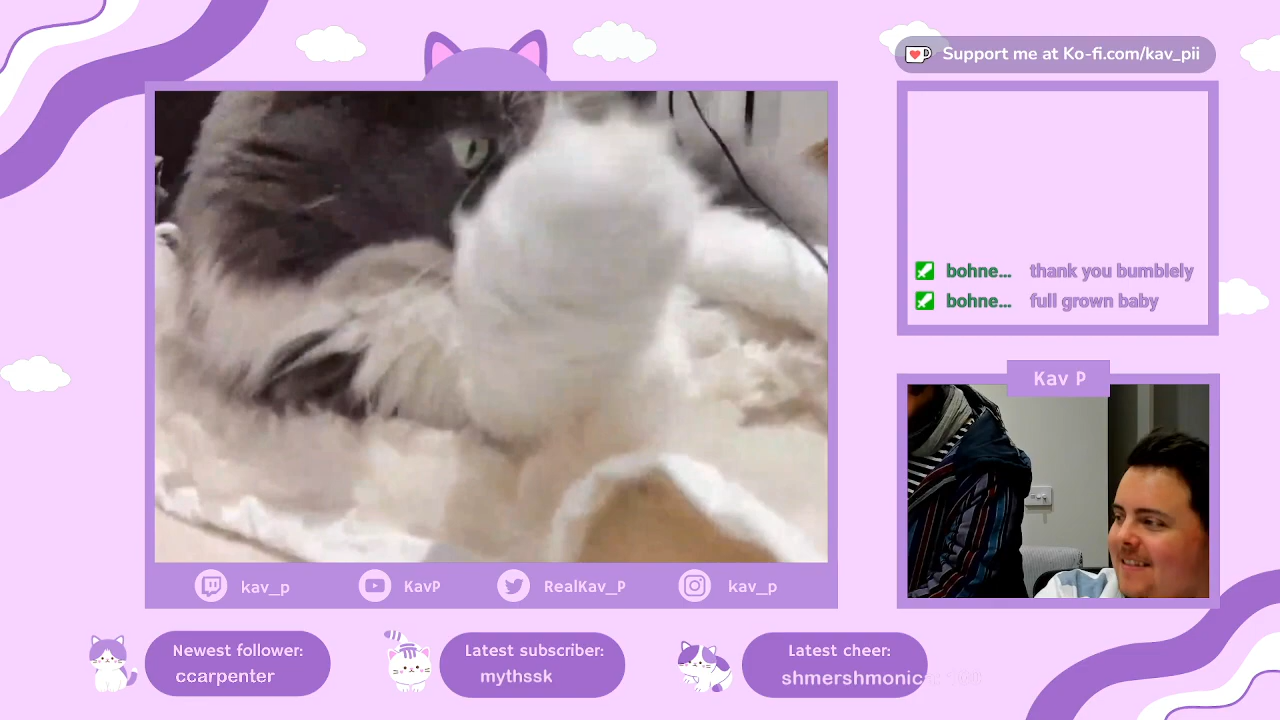 Support me at Ko-fi.com/kav_pii
bohne... thank you bumblely
bohne... full grown baby
Kav P
kav_p KavP RealKav_P kav_p
Newest follower:
ccarpenter
Latest subscriber:
mythssk
Latest cheer: